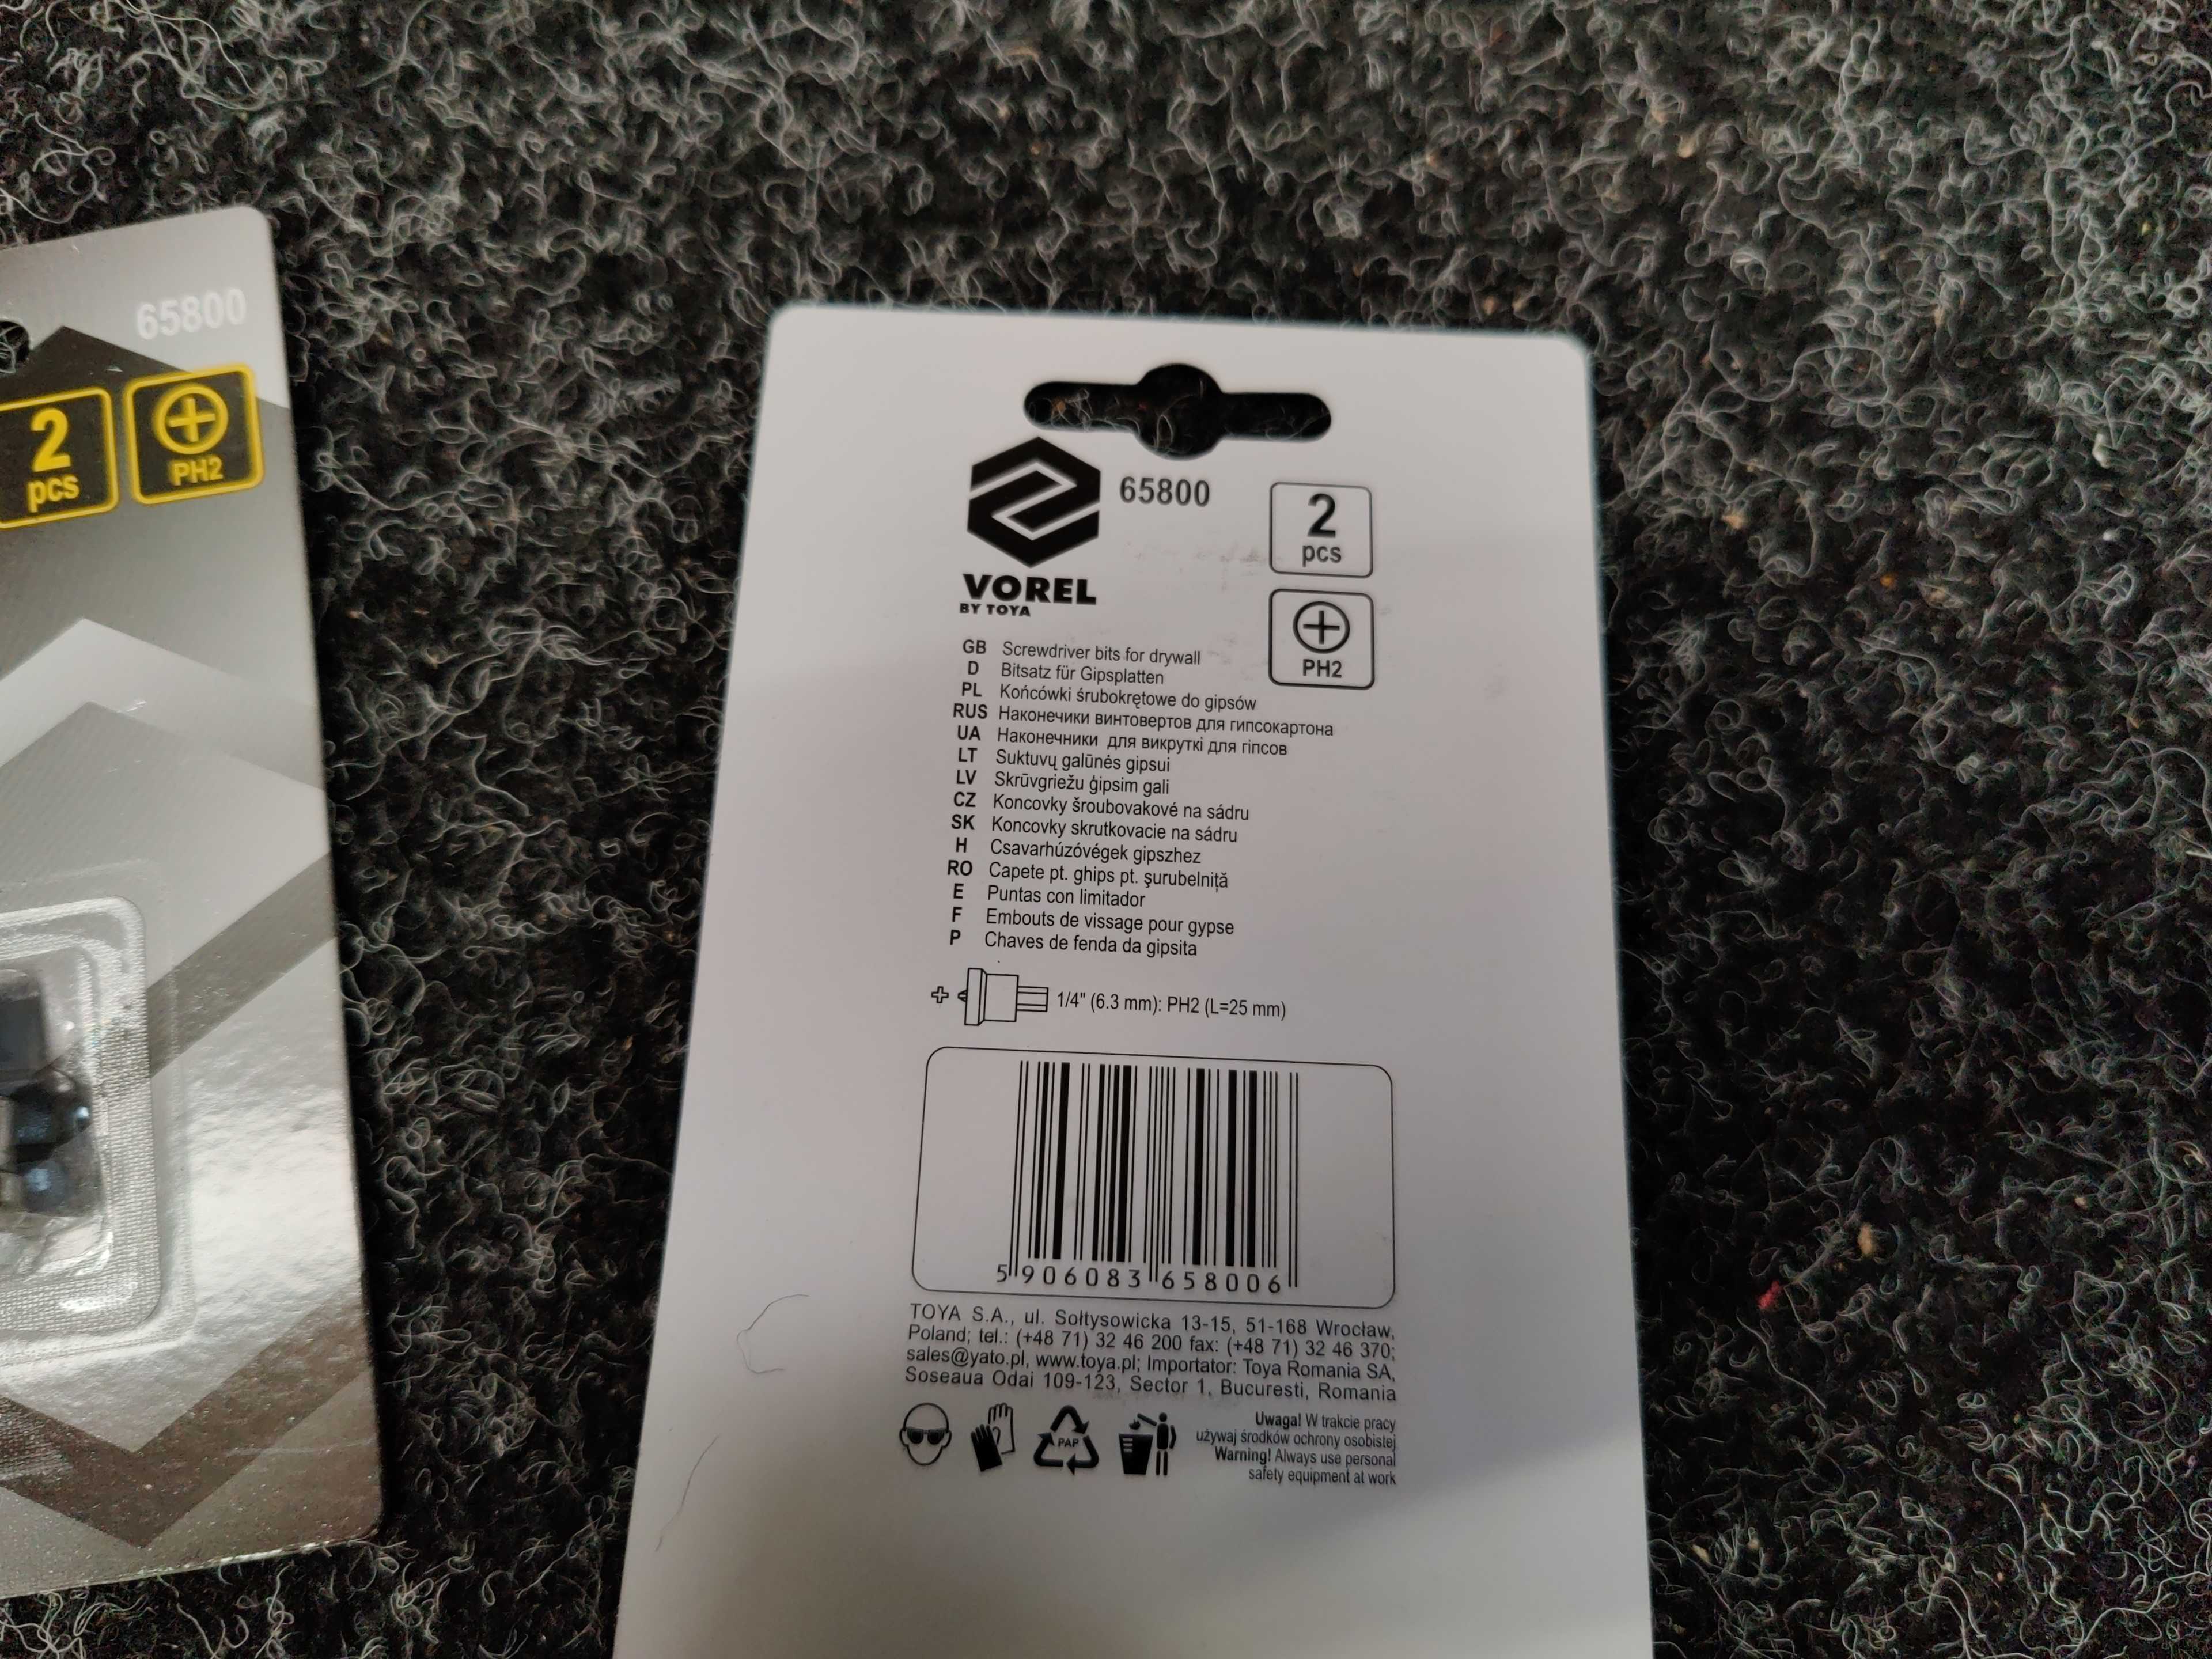 65800
2
pcs
PH2
65800
2
pcs
VOREL
BY TOYA
PH2
GB Screwdriver bits for drywall
D Bitsatz für Gipsplatten
PL Końcówki śrubokrętowe do gipsów
RUS Наконечики винтовертов для гипсокартона
UA Наконечники для викруткі для гіпсов
LT Suktuvų galūnės gipsui
LV Skrūvgriežu ģipsim gali
CZ Koncovky šroubovakové na sádru
SK Koncovky skrutkovacie na sádru
H Csavarhúzóvégek gipszhez
RO Capete pt. ghips pt. şurubelniţă
E Puntas con limitador
F Embouts de vissage pour gypse
P Chaves de fenda da gipsita
1/4" (6.3 mm): PH2 (L=25 mm)
5 906083 658006
TOYA S.A., ul. Sołtysowicka 13-15, 51-168 Wrocław,
Poland; tel.: (+48 71) 32 46 200 fax: (+48 71) 32 46 370;
sales@yato.pl, www.toya.pl; Importator: Toya Romania SA,
Soseaua Odai 109-123, Sector 1, Bucuresti, Romania
PAP
Uwaga! W trakcie pracy
używaj środków ochrony osobistej
Warning! Always use personal
safety equipment at work